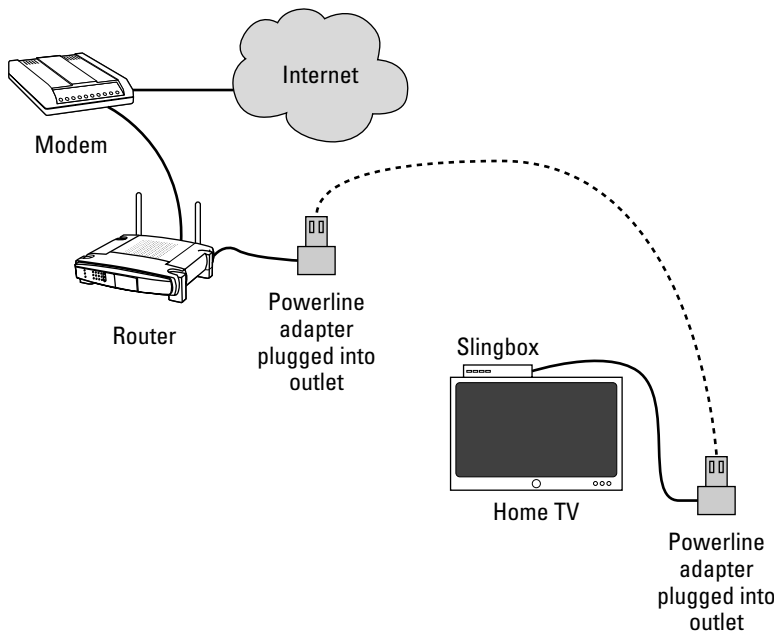 Internet
Modem
Router
Powerline
adapter
plugged into
outlet
Slingbox
Home TV
Powerline
adapter
plugged into
outlet